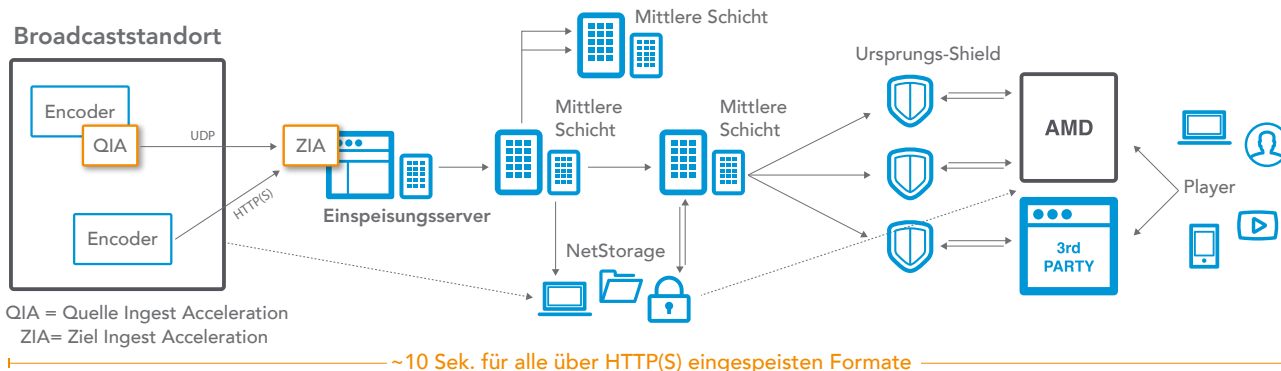 Broadcaststandort
Encoder
QIA
UDP
HTTP(S)
Encoder
ZIA
Einspeisungsserver
Mittlere Schicht
Mittlere
Schicht
Mittlere
Schicht
NetStorage
Ursprungs-Shield
AMD
3rd
PARTY
Player
QIA = Quelle Ingest Acceleration
ZIA= Ziel Ingest Acceleration
~10 Sek. für alle über HTTP(S) eingespeisten Formate